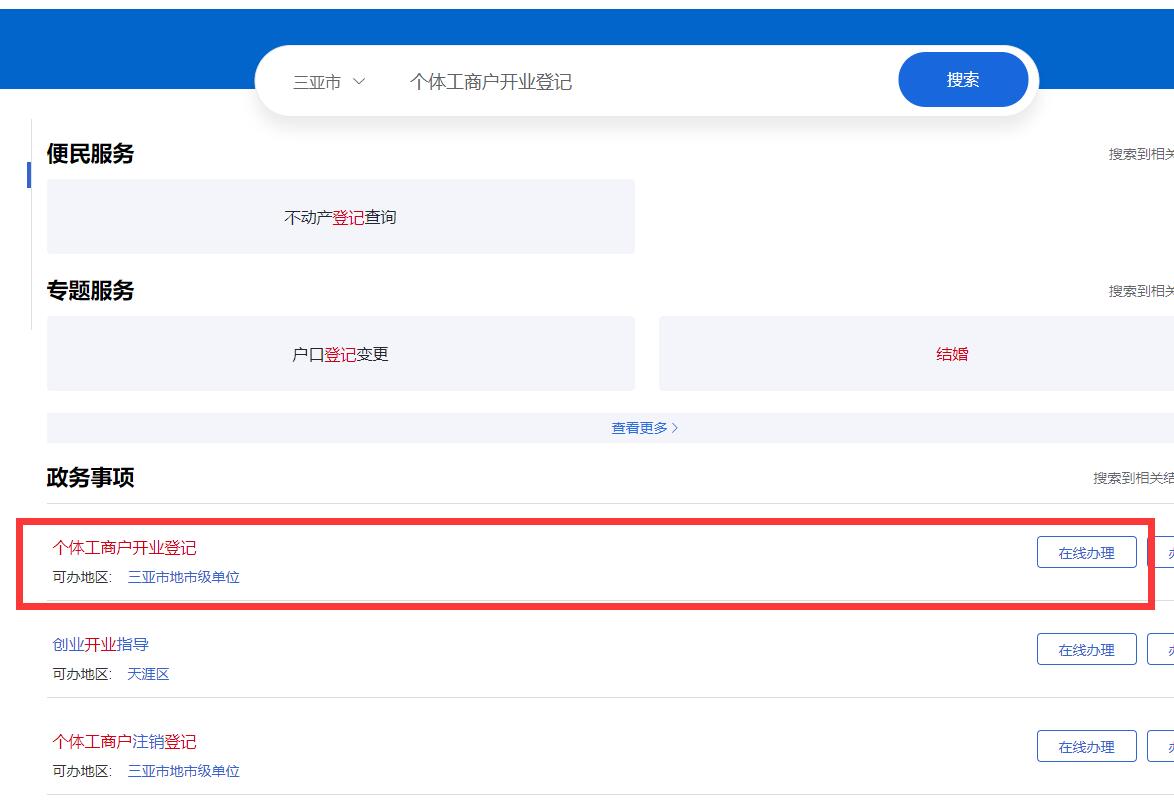 三亚市 个体工商户开业登记 搜索
便民服务 搜索到相关
不动产登记查询
专题服务 搜索到相关
户口登记变更 结婚
查看更多
政务事项 搜索到相关结
个体工商户开业登记 在线办理
可办地区: 三亚市地市级单位
创业开业指导 在线办理
可办地区: 天涯区
个体工商户注销登记 在线办理
可办地区: 三亚市地市级单位